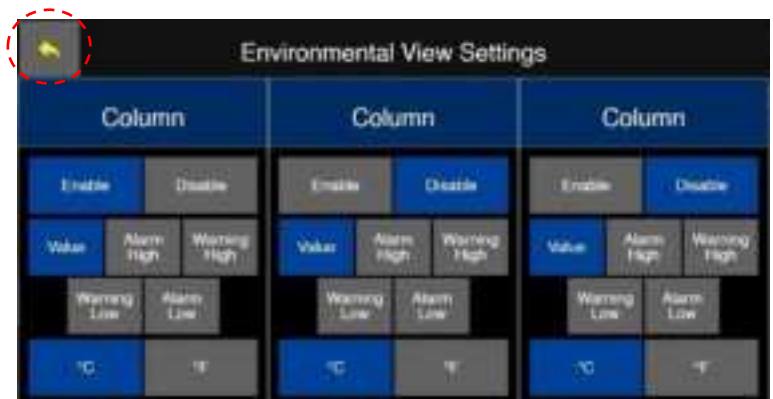 Environmental View Settings
Column Column Column
Enable Disable Enable Disable Enable Disable
Value Alarm High Warning High Value Alarm High Warning High Value Alarm High Warning High
Warning Low Alarm Low Warning Low Alarm Low Warning Low Alarm Low
°C °F °C °F °C °F